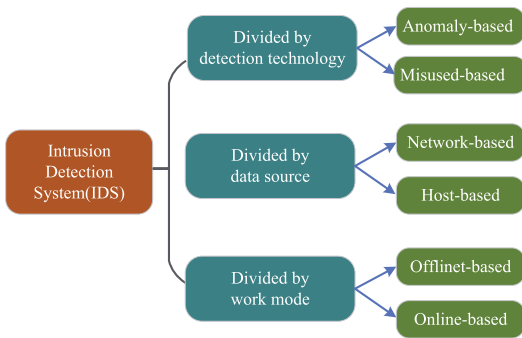 Intrusion
Detection
System(IDS)
Divided by
detection technology
Anomaly-based
Misused-based
Divided by
data source
Network-based
Host-based
Divided by
work mode
Offlinet-based
Online-based